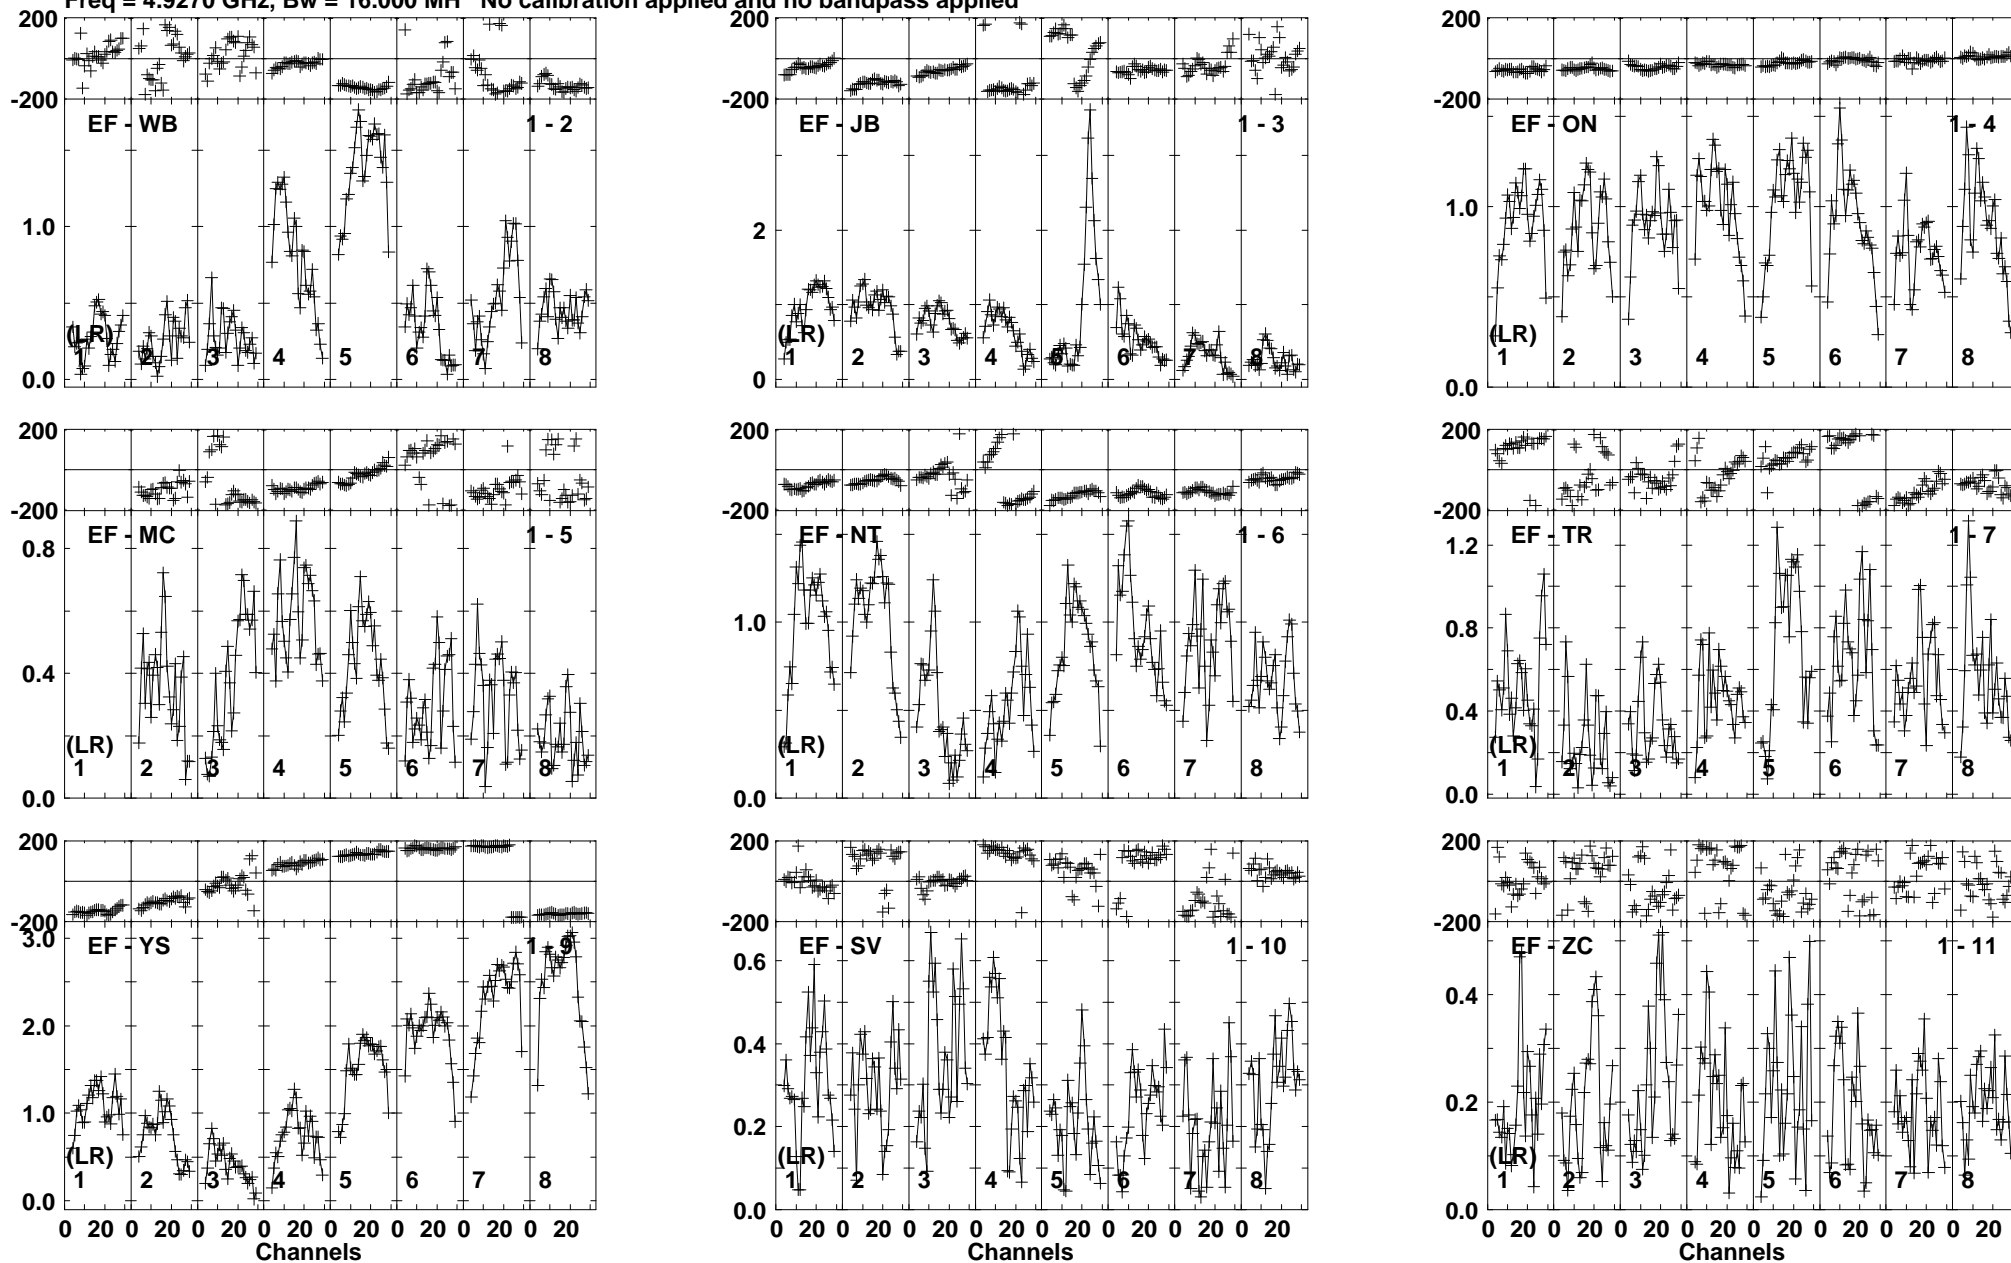 Freq = 4.9270 GHz, Bw = 16.000 MH No calibration applied and no bandpass applied
200
-200
EF - WB
1 - 2
1.0
0.0
(LR)
1 2 3 4 5 6 7 8
200
-200
EF - JB
1 - 3
2
0
(LR)
1 2 3 4 5 6 7 8
200
-200
EF - ON
1 - 4
1.0
0.0
(LR)
1 2 3 4 5 6 7 8
200
-200
EF - MC
1 - 5
0.8
0.4
0.0
(LR)
1 2 3 4 5 6 7 8
200
-200
EF - NT
1 - 6
1.0
0.0
(LR)
1 2 3 4 5 6 7 8
200
-200
EF - TR
1 - 7
1.2
0.8
0.4
0.0
(LR)
1 2 3 4 5 6 7 8
200
-200
EF - YS
1 - 9
3.0
2.0
1.0
0.0
(LR)
1 2 3 4 5 6 7 8
0 20 0 20 0 20 0 20 0 20 0 20 0 20 0 20
Channels
200
-200
EF - SV
1 - 10
0.6
0.4
0.2
0.0
(LR)
1 2 3 4 5 6 7 8
0 20 0 20 0 20 0 20 0 20 0 20 0 20 0 20
Channels
200
-200
EF - ZC
1 - 11
0.4
0.2
0.0
(LR)
1 2 3 4 5 6 7 8
0 20 0 20 0 20 0 20 0 20 0 20 0 20 0 20
Channels